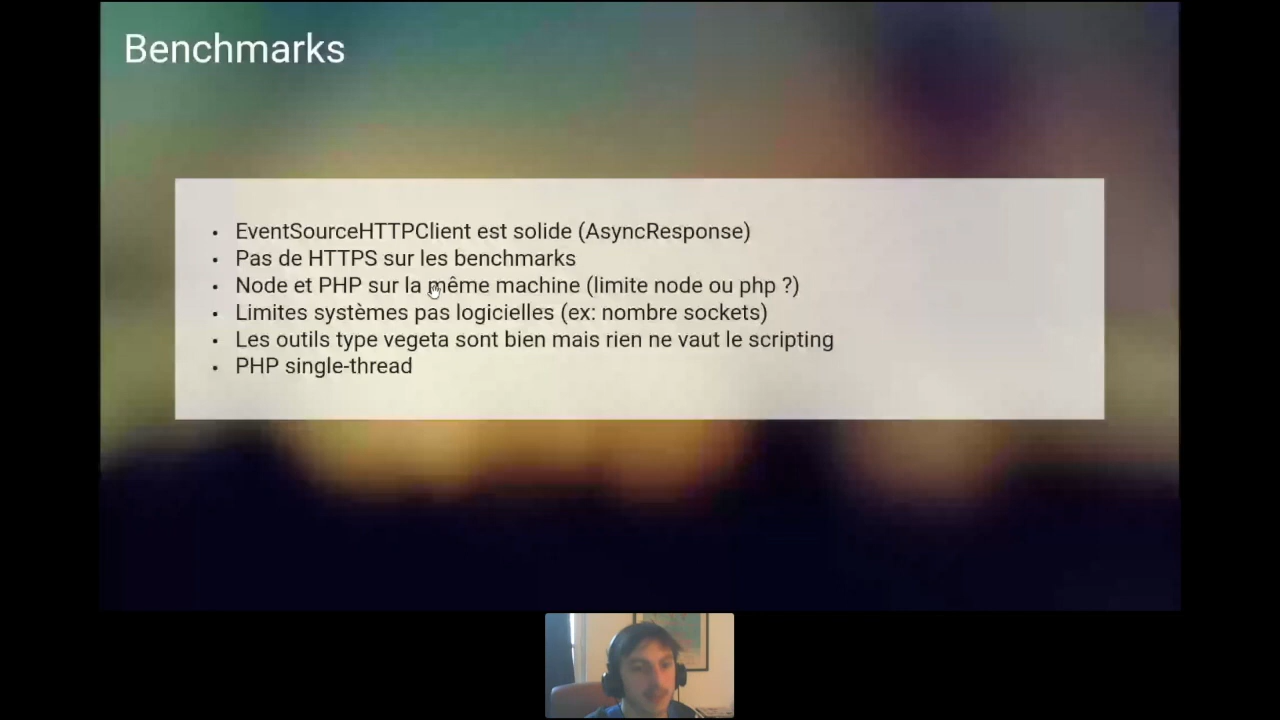 Benchmarks
• EventSourceHTTPClient est solide (AsyncResponse)
• Pas de HTTPS sur les benchmarks
• Node et PHP sur la même machine (limite node ou php ?)
• Limites systèmes pas logicielles (ex: nombre sockets)
• Les outils type vegeta sont bien mais rien ne vaut le scripting
• PHP single-thread